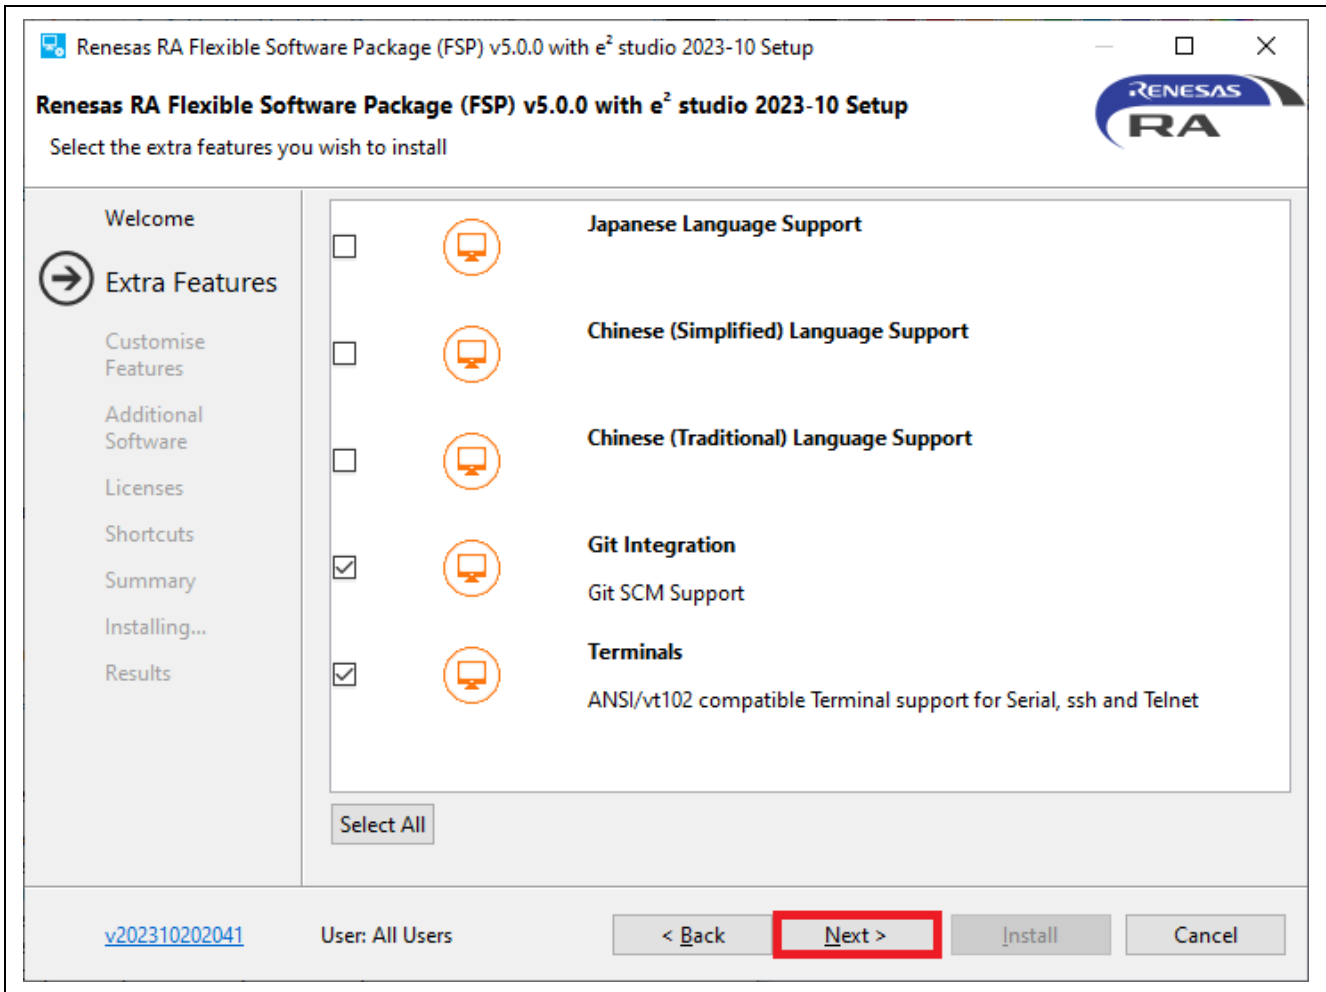 Renesas RA Flexible Software Package (FSP) v5.0.0 with e² studio 2023-10 Setup
Renesas RA Flexible Software Package (FSP) v5.0.0 with e² studio 2023-10 Setup
Select the extra features you wish to install
RENESAS
RA
Welcome
Extra Features
Customise
Features
Additional
Software
Licenses
Shortcuts
Summary
Installing...
Results
Japanese Language Support
Chinese (Simplified) Language Support
Chinese (Traditional) Language Support
Git Integration
Git SCM Support
Terminals
ANSI/vt102 compatible Terminal support for Serial, ssh and Telnet
Select All
v202310202041
User: All Users
< Back
Next >
Install
Cancel